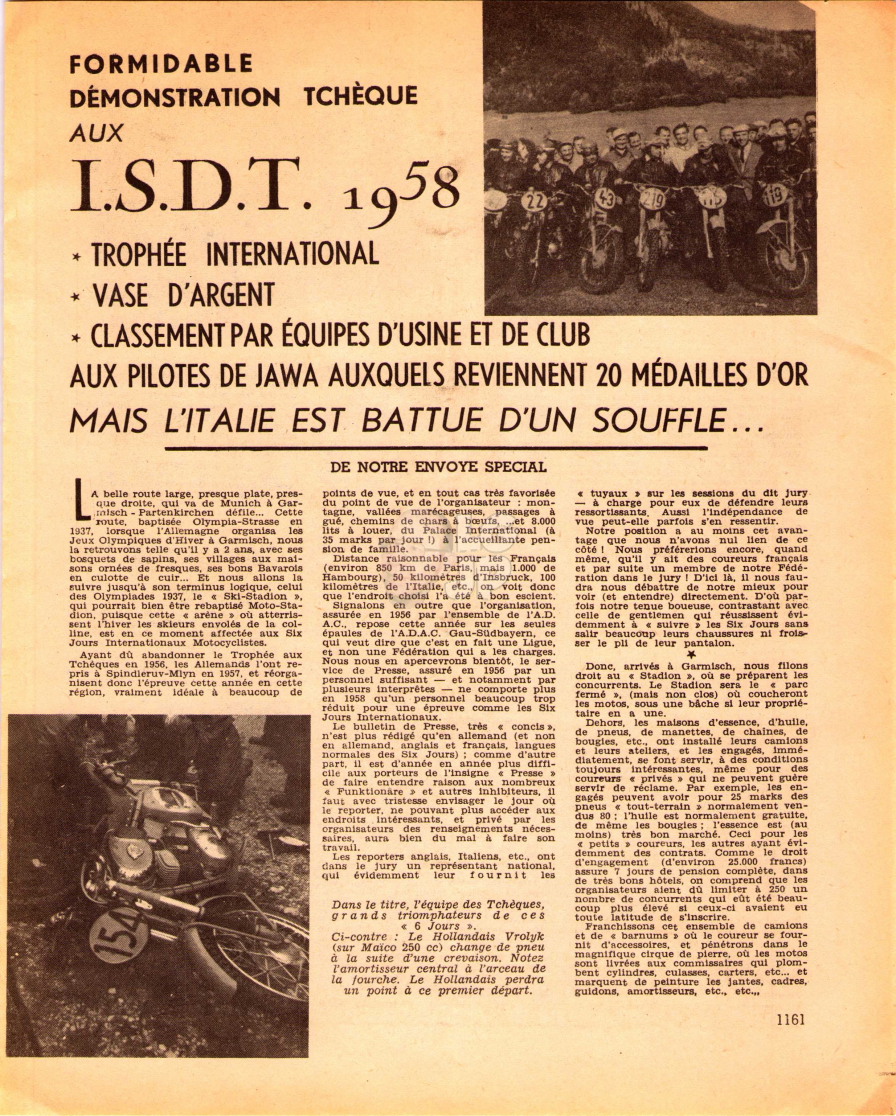 FORMIDABLE
DÉMONSTRATION TCHÈQUE
AUX
I.S.D.T. 1958
* TROPHÉE INTERNATIONAL
* VASE D'ARGENT
* CLASSEMENT PAR ÉQUIPES D'USINE ET DE CLUB
AUX PILOTES DE JAWA AUXQUELS REVIENNENT 20 MÉDAILLES D'OR
MAIS L'ITALIE EST BATTUE D'UN SOUFFLE...
22
43
219
119
DE NOTRE ENVOYE SPECIAL
LA belle route large, presque plate, pres-
que droite, qui va de Munich à Gar-
misch - Partenkirchen défile... Cette
route, baptisée Olympia-Strasse en
1937, lorsque l'Allemagne organisa les
Jeux Olympiques d'Hiver à Garmisch, nous
la retrouvons telle qu'il y a 2 ans, avec ses
bosquets de sapins, ses villages aux mai-
sons ornées de fresques, ses bons Bavarois
en culotte de cuir... Et nous allons la
suivre jusqu'à son terminus logique, celui
des Olympiades 1937, le « Ski-Stadion »,
qui pourrait bien être rebaptisé Moto-Sta-
dion, puisque cette « arène » où atterris-
sent l'hiver les skieurs envolés de la col-
line, est en ce moment affectée aux Six
Jours Internationaux Motocyclistes.
Ayant dû abandonner le Trophée aux
Tchèques en 1956, les Allemands l'ont re-
pris à Spindleruv-Mlyn en 1957, et réorga-
nisent donc l'épreuve cette année en cette
région, vraiment idéale à beaucoup de
154
points de vue, et en tout cas très favorisée
du point de vue de l'organisateur : mon-
tagne, vallées marécageuses, passages à
gué, chemins de chars à bœufs, ...et 8.000
lits à louer, du Palace International (à
35 marks par jour !) à l'accueillante pen-
sion de famille.
Distance raisonnable pour les Français
(environ 850 km de Paris, mais 1.000 de
Hambourg, 50 kilomètres d'Insbruck, 100
kilomètres de l'Italie, etc.) on voit donc
que l'endroit choisi l'a été à bon escient.
Signalons en outre que l'organisation,
assurée en 1956 par l'ensemble de l'A.D.
A.C., repose cette année sur les seules
épaules de l'A.D.A.C. Gau-Südbayern, ce
qui veut dire que c'est en fait une Ligue,
et non une Fédération qui a les charges.
Nous nous en apercevrons bientôt, le ser-
vice de Presse, assuré en 1956 par un
personnel suffisant — et notamment par
plusieurs interprètes — ne comporte plus
en 1958 qu'un personnel beaucoup trop
réduit pour une épreuve comme les Six
Jours Internationaux.
Le bulletin de Presse, très « concis »,
n'est plus rédigé qu'en allemand (et non
en allemand, anglais et français, langues
normales des Six Jours) ; comme d'autre
part, il est d'année en année plus diffi-
cile aux porteurs de l'insigne « Presse »
de faire entendre raison aux nombreux
« Funktionäre » et autres inhibiteurs, il
faut avec tristesse envisager le jour où
le reporter, ne pouvant plus accéder aux
endroits intéressants, et privé par les
organisateurs des renseignements néces-
saires, aura bien du mal à faire son
travail.
Les reporters anglais, Italiens, etc., ont
dans le jury un représentant national,
qui évidemment leur fournit les
Dans le titre, l'équipe des Tchèques,
grands triomphateurs de ces
« 6 Jours ».
Ci-contre : Le Hollandais Vrolyk
(sur Maïco 250 cc) change de pneu
à la suite d'une crevaison. Notez
l'amortisseur central à l'arceau de
la fourche. Le Hollandais perdra
un point à ce premier départ.
« tuyaux » sur les sessions du dit jury
— à charge pour eux de défendre leurs
ressortissants. Aussi l'indépendance de
vue peut-elle parfois s'en ressentir.
Notre position a au moins cet avan-
tage que nous n'avons nul lien de ce
côté ! Nous préférerions encore, quand
même, qu'il y ait des coureurs français
et par suite un membre de notre Fédé-
ration dans le jury ! D'ici là, il nous fau-
dra nous débattre de notre mieux pour
voir (et entendre) directement. D'où par-
fois notre tenue boueuse, contrastant avec
celle de gentlemen qui réussissent évi-
demment à « suivre » les Six Jours sans
salir beaucoup leurs chaussures ni frois-
ser le pli de leur pantalon.
★
Donc, arrivés à Garmisch, nous filons
droit au « Stadion », où se préparent les
concurrents. Le Stadion sera le « parc
fermé », (mais non clos) où coucheront
les motos, sous une bâche si leur proprié-
taire en a une.
Dehors, les maisons d'essence, d'huile,
de pneus, de manettes, de chaînes, de
bougies, etc., ont installé leurs camions
et leurs ateliers, et les engagés, immé-
diatement, se font servir, à des conditions
toujours intéressantes, même pour des
coureurs « privés » qui ne peuvent guère
servir de réclame. Par exemple, les en-
gagés peuvent avoir pour 25 marks des
pneus « tout-terrain » normalement ven-
dus 80 ; l'huile est normalement gratuite,
de même les bougies ; l'essence est (au
moins) très bon marché. Ceci pour les
« petits » coureurs, les autres ayant évi-
demment des contrats. Comme le droit
d'engagement (d'environ 25.000 francs)
assure 7 jours de pension complète, dans
de très bons hôtels, on comprend que les
organisateurs aient dû limiter à 250 un
nombre de concurrents qui eût été beau-
coup plus élevé si ceux-ci avaient eu
toute latitude de s'inscrire.
Franchissons cet ensemble de camions
et de « barnums » où le coureur se four-
nit d'accessoires, et pénétrons dans le
magnifique cirque de pierre, où les motos
sont livrées aux commissaires qui plom-
bent cylindres, culasses, carters, etc... et
marquent de peinture les jantes, cadres,
guidons, amortisseurs, etc., etc.,,
1161